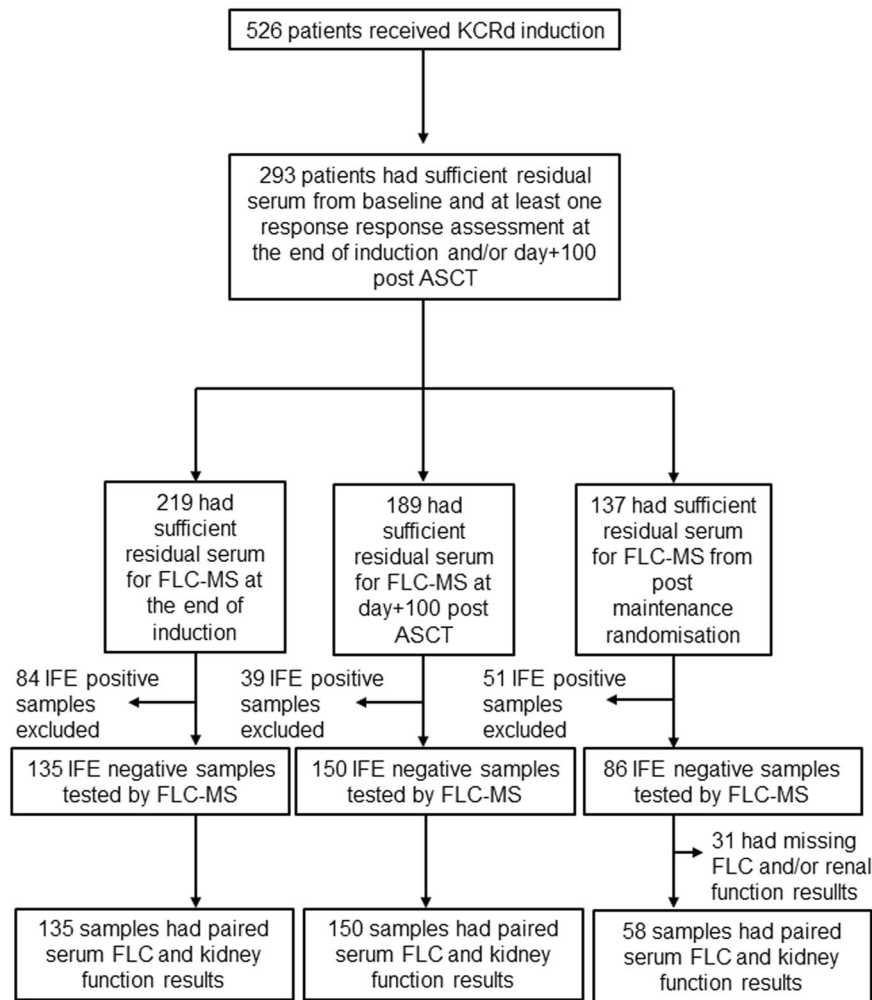 526 patients received KCRd induction
293 patients had sufficient residual
serum from baseline and at least one
response response assessment at
the end of induction and/or day+100
post ASCT
219 had
sufficient
residual serum
for FLC-MS at
the end of
induction
189 had
sufficient
residual serum
for FLC-MS at
day+100 post
ASCT
137 had sufficient
residual serum
for FLC-MS from
post
maintenance
randomisation
84 IFE positive
samples
excluded
39 IFE positive
samples
excluded
51 IFE positive
samples
excluded
135 IFE negative samples
tested by FLC-MS
150 IFE negative samples
tested by FLC-MS
86 IFE negative samples
tested by FLC-MS
31 had missing
FLC and/or renal
function resullts
135 samples had paired
serum FLC and kidney
function results
150 samples had paired
serum FLC and kidney
function results
58 samples had paired
serum FLC and kidney
function results